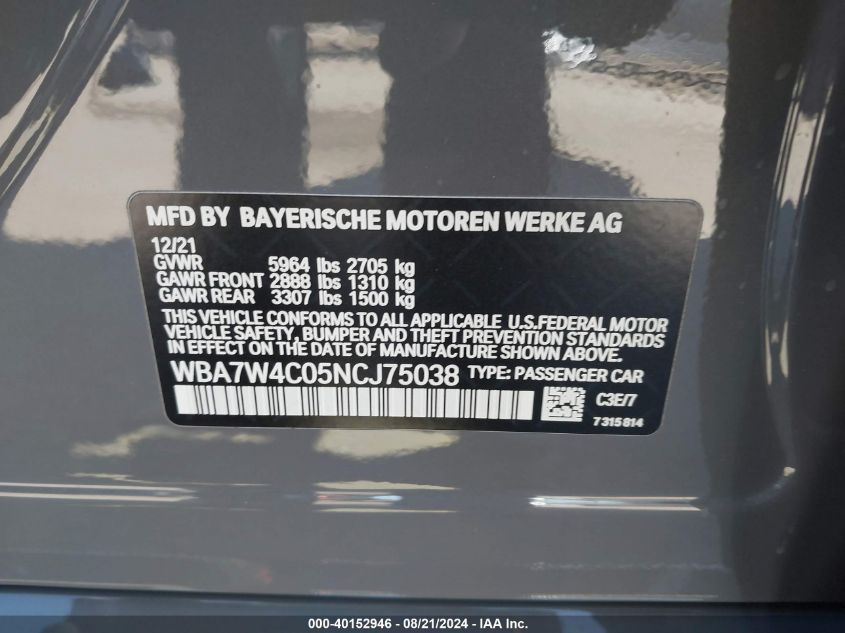 MFD BY BAYERISCHE MOTOREN WERKE AG
12/21
GVWR 5964 lbs 2705 kg
GAWR FRONT 2888 lbs 1310 kg
GAWR REAR 3307 lbs 1500 kg
THIS VEHICLE CONFORMS TO ALL APPLICABLE U.S.FEDERAL MOTOR
VEHICLE SAFETY, BUMPER AND THEFT PREVENTION STANDARDS
IN EFFECT ON THE DATE OF MANUFACTURE SHOWN ABOVE.
WBA7W4C05NCJ75038 TYPE: PASSENGER CAR
C3E/7
7315814
000-40152946 - 08/21/2024 - IAA Inc.